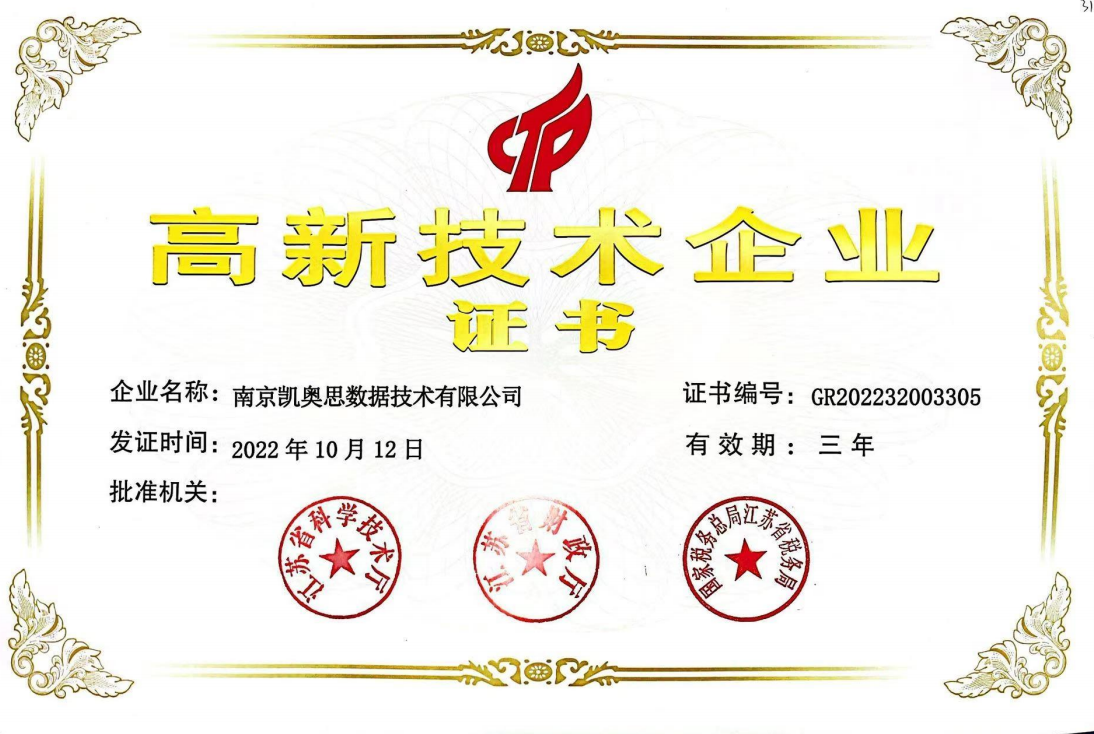 31
CTP
高新技术企业
证书
企业名称：南京凯奥思数据技术有限公司
证书编号：GR202232003305
发证时间：2022年10月12日
有效期：三年
批准机关：
江苏省科学技术厅
江苏省财政厅
国家税务总局江苏省税务局